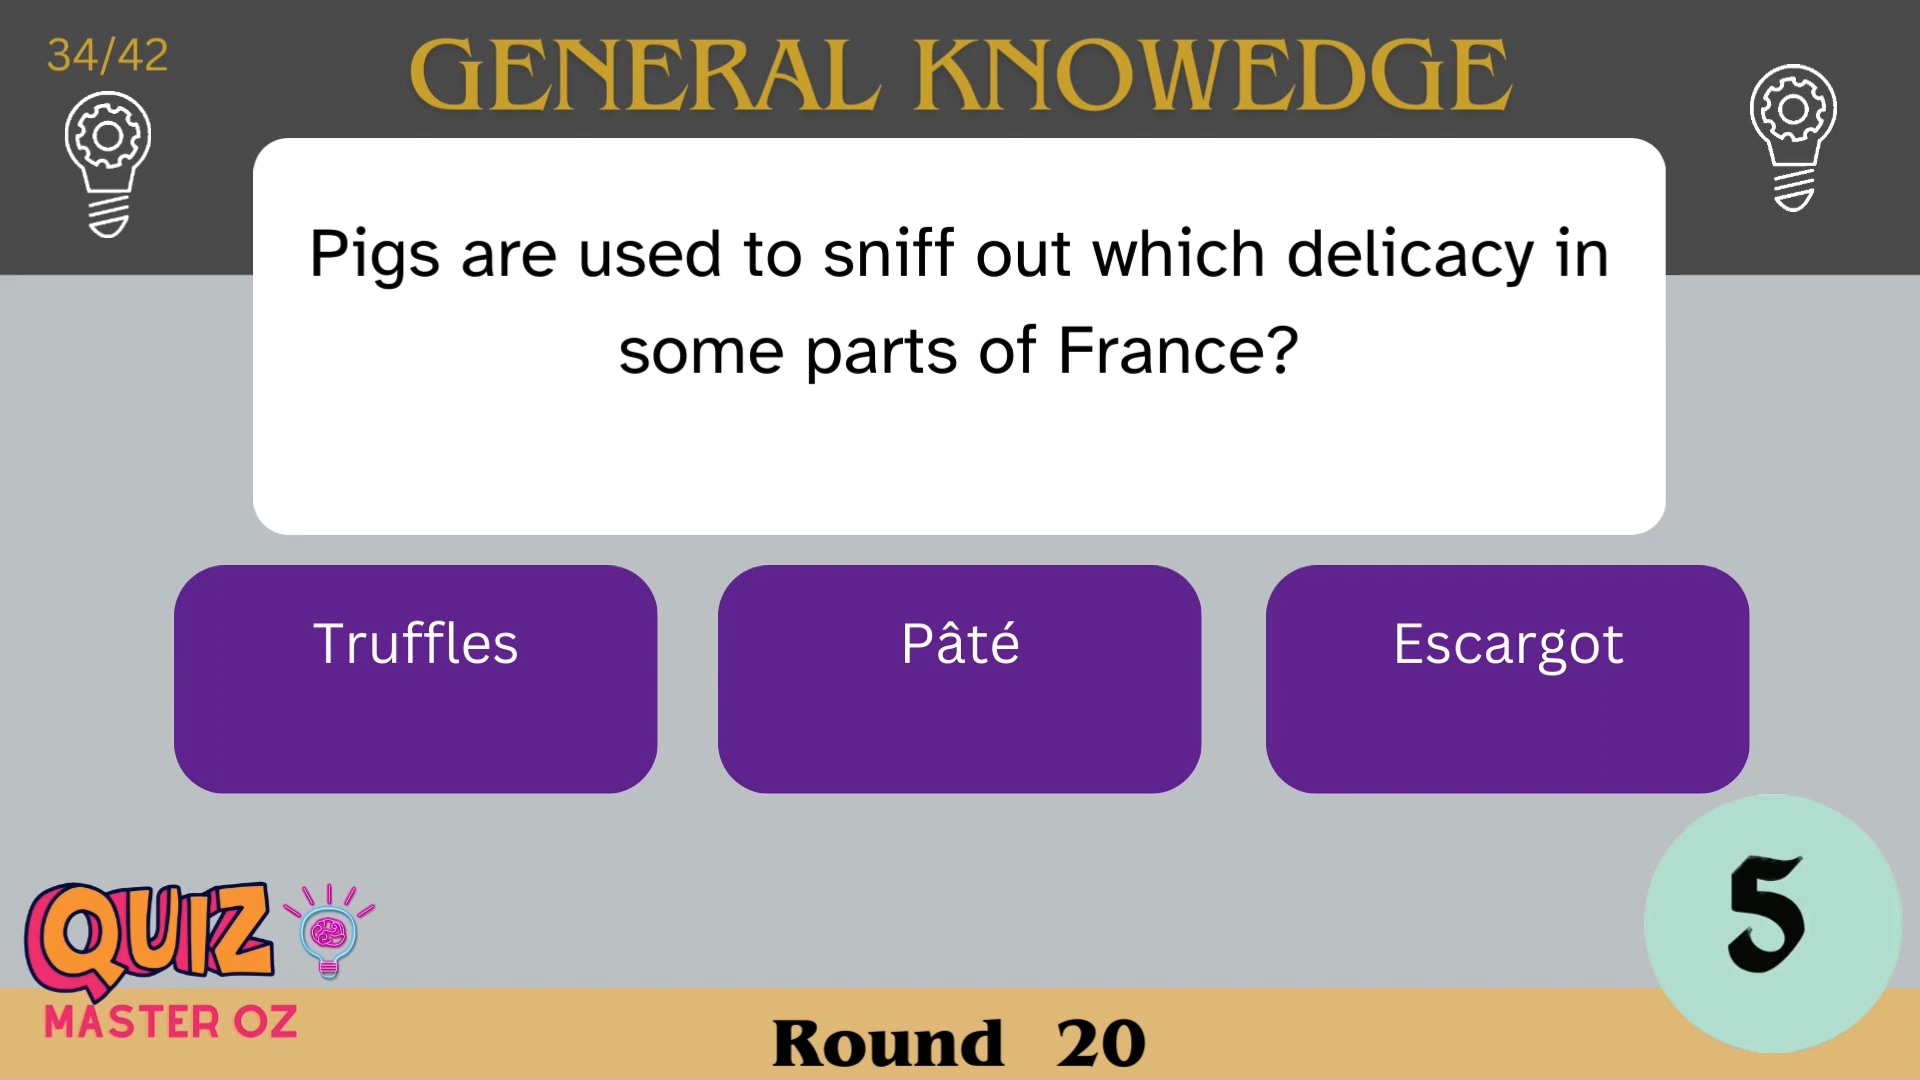 34/42
GENERAL KNOWEDGE
Pigs are used to sniff out which delicacy in
some parts of France?
Truffles
Pâté
Escargot
5
QUIZ
MASTER OZ
Round 20